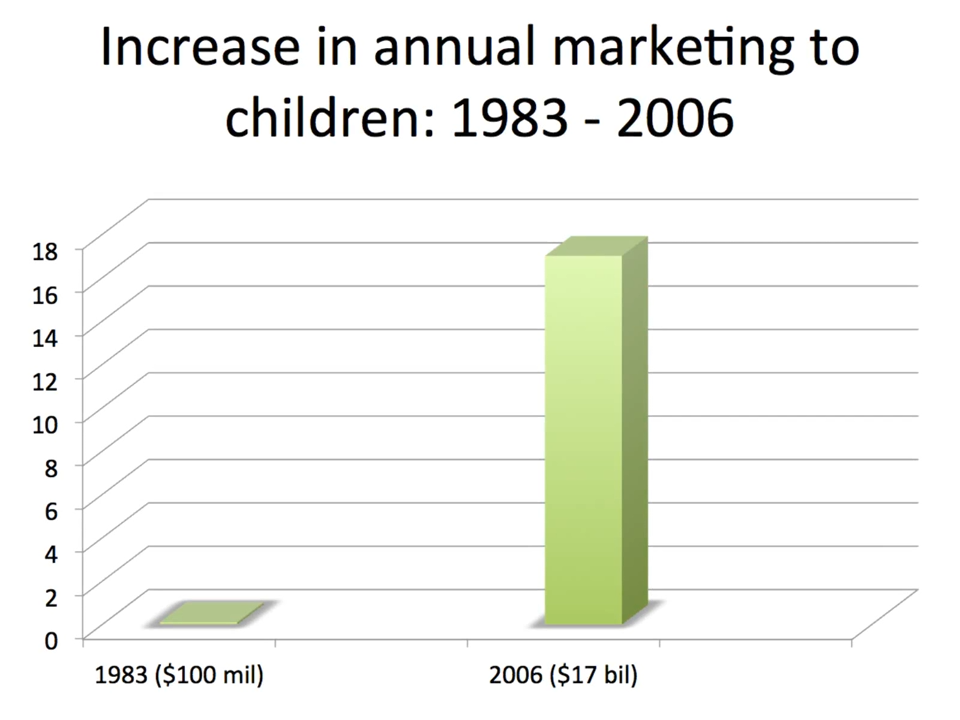 Increase in annual marketing to
children: 1983 - 2006
18
16
14
12
10
8
6
4
2
0
1983 ($100 mil)
2006 ($17 bil)